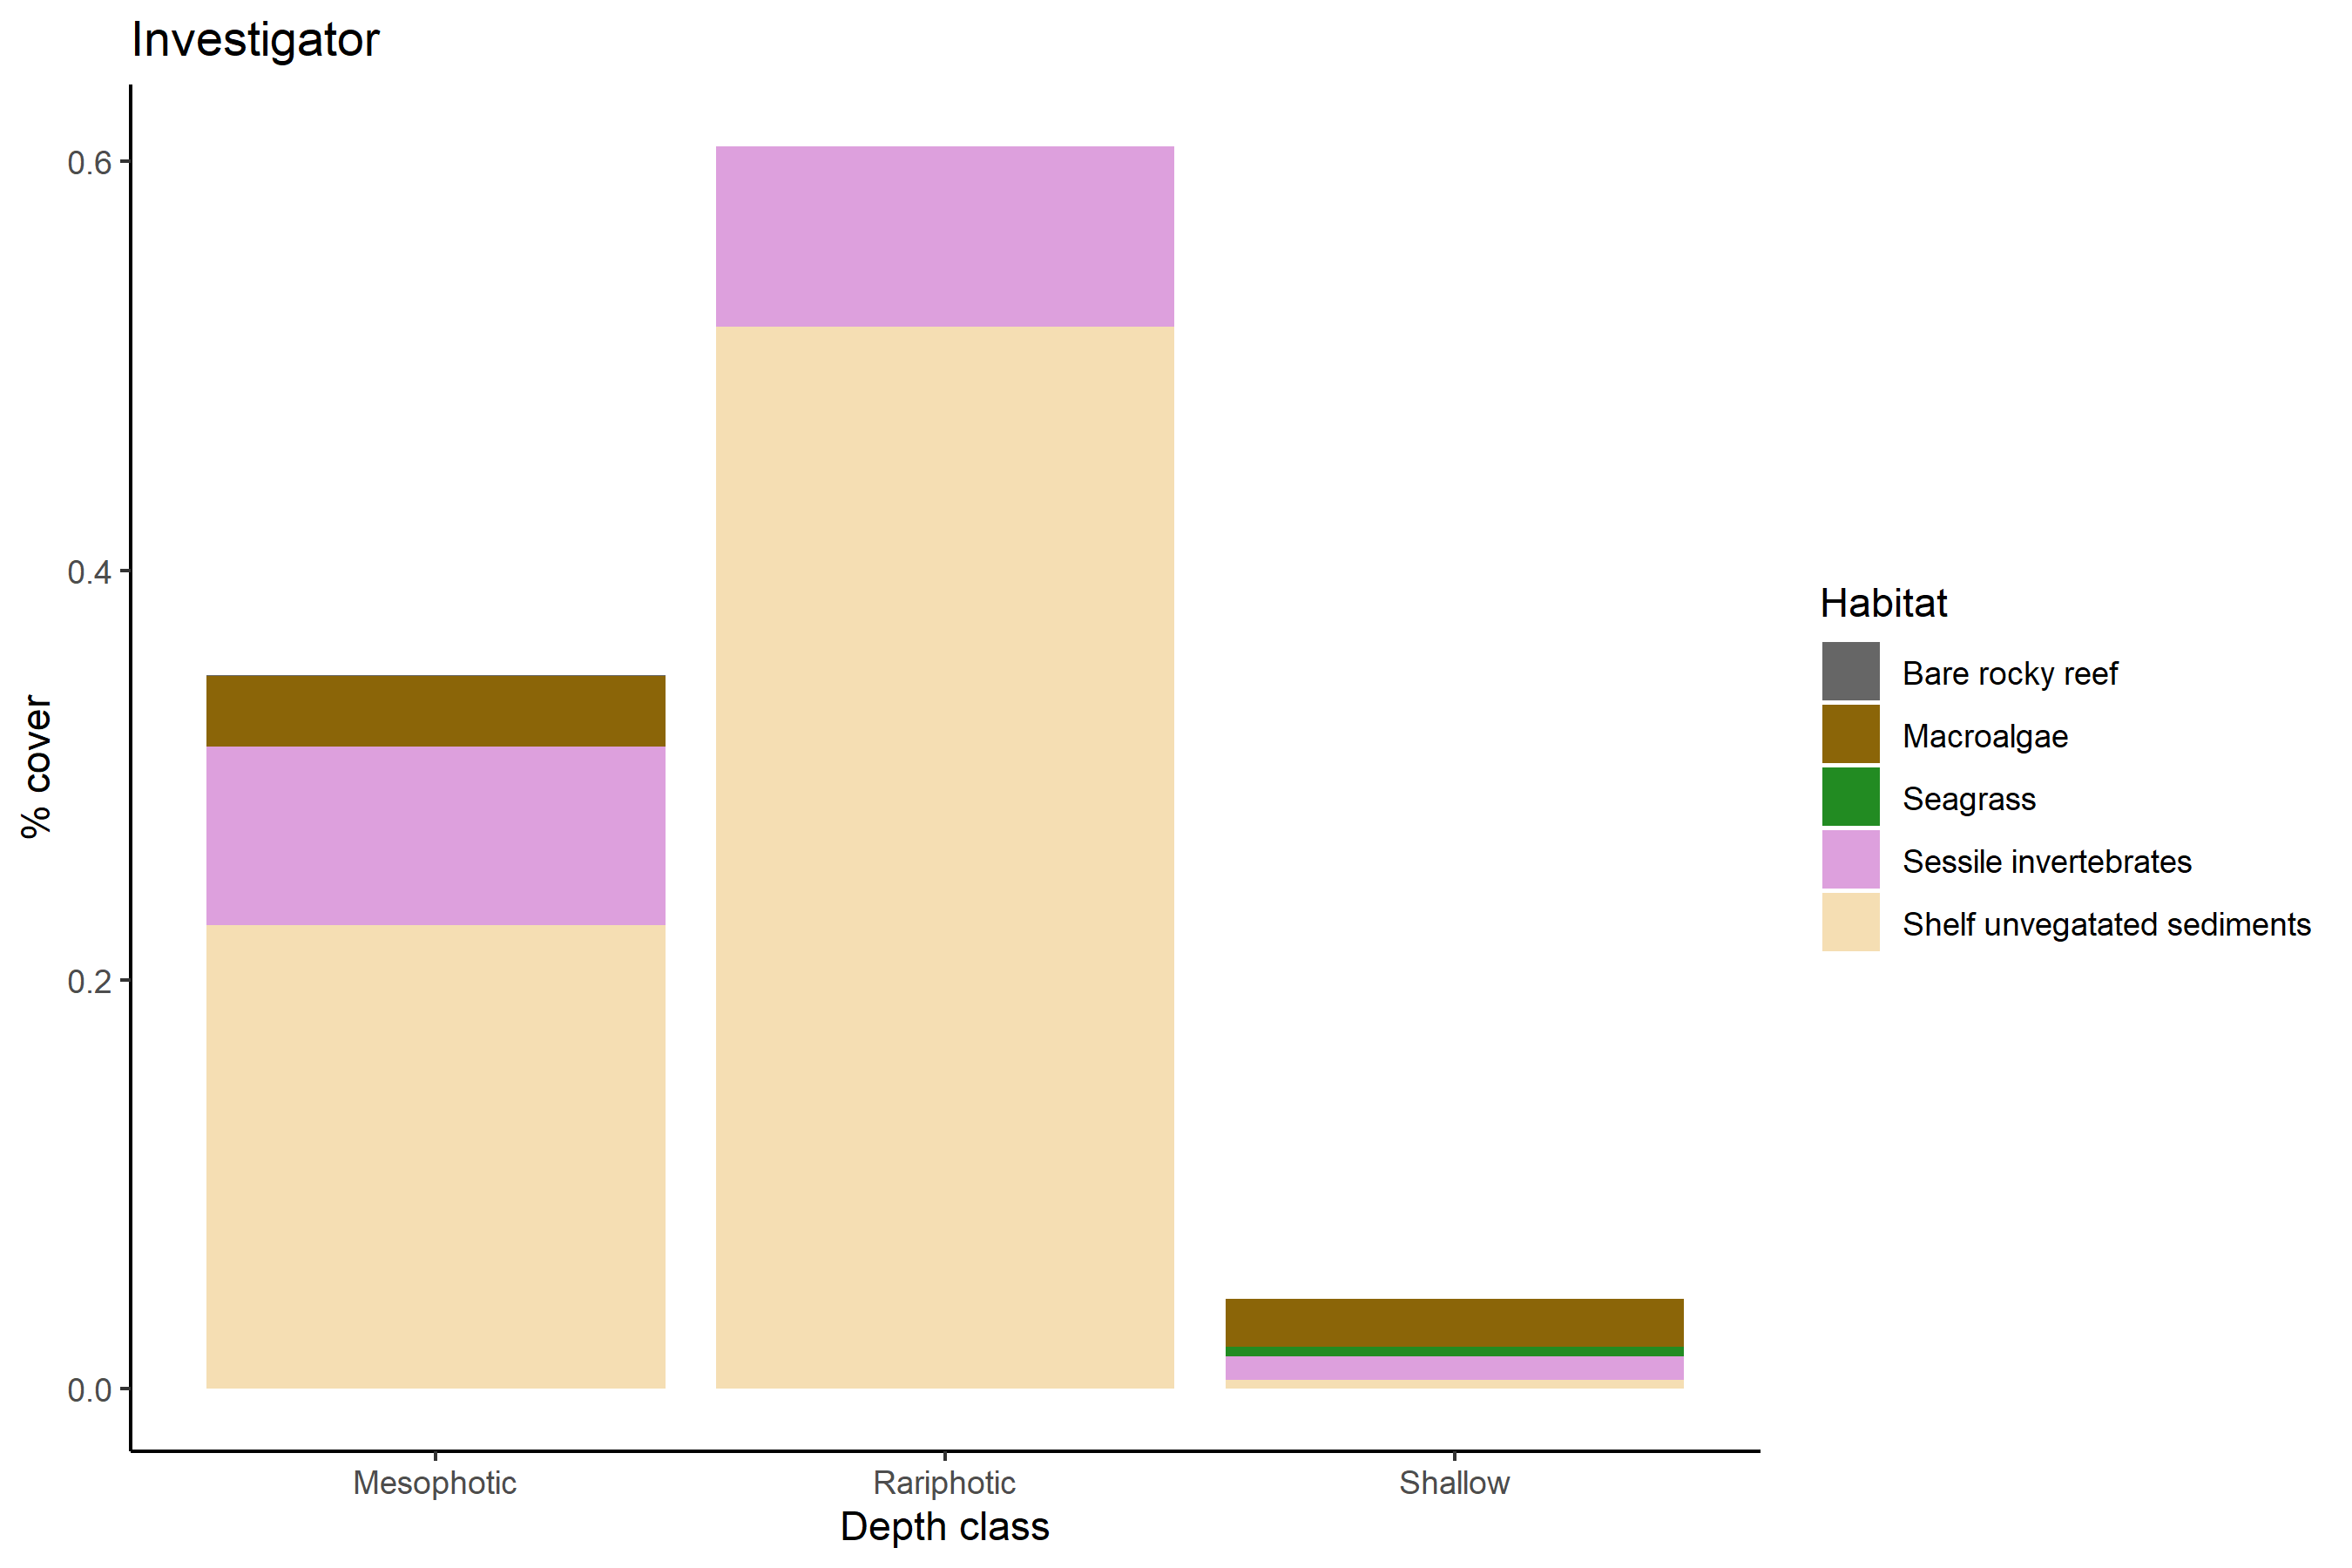 Investigator
% cover
0.6
0.4
0.2
0.0
Mesophotic
Rariphotic
Shallow
Depth class
Habitat
Bare rocky reef
Macroalgae
Seagrass
Sessile invertebrates
Shelf unvegatated sediments